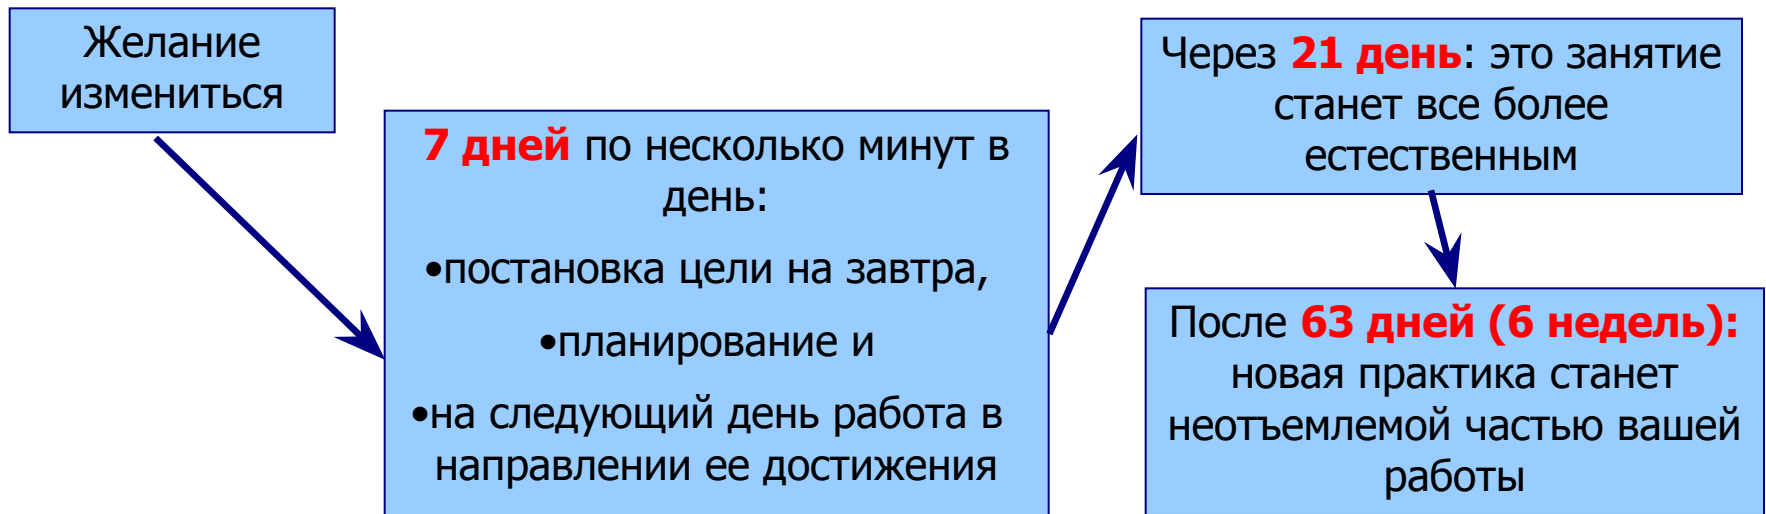 Желание
измениться
7 дней по несколько минут в
день:
•постановка цели на завтра,
•планирование и
•на следующий день работа в
направлении ее достижения
Через 21 день: это занятие
станет все более
естественным
После 63 дней (6 недель):
новая практика станет
неотъемлемой частью вашей
работы